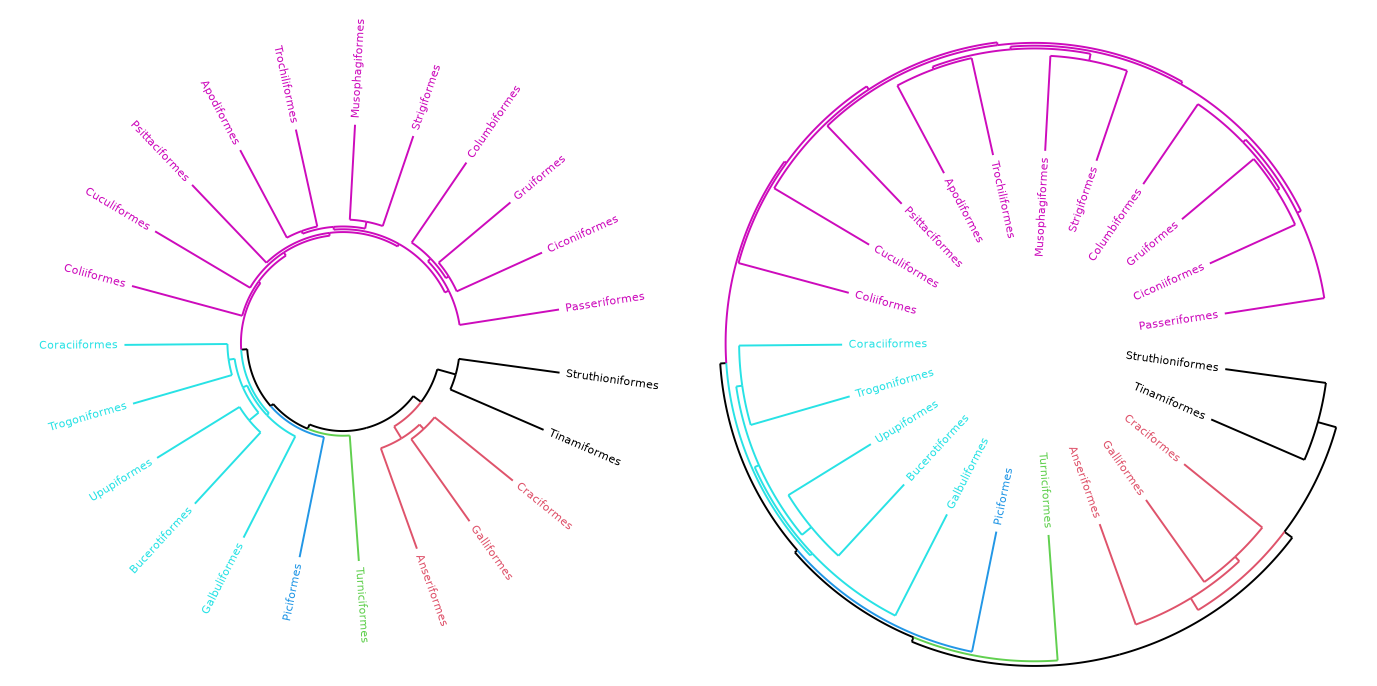 Musophagiformes
Trochiliformes
Strigiformes
Apodiformes
Columbiformes
Psittaciformes
Gruiformes
Cuculiformes
Ciconiiformes
Coliiformes
Passeriformes
Coraciiformes
Struthioniformes
Trogoniformes
Tinamiformes
Upupiformes
Craciformes
Bucerotiformes
Galliformes
Galbuliformes
Anseriformes
Piciformes
Turniciformes
Musophagiformes
Trochiliformes
Strigiformes
Apodiformes
Columbiformes
Psittaciformes
Gruiformes
Cuculiformes
Ciconiiformes
Coliiformes
Passeriformes
Coraciiformes
Struthioniformes
Trogoniformes
Tinamiformes
Upupiformes
Craciformes
Bucerotiformes
Galliformes
Galbuliformes
Anseriformes
Piciformes
Turniciformes